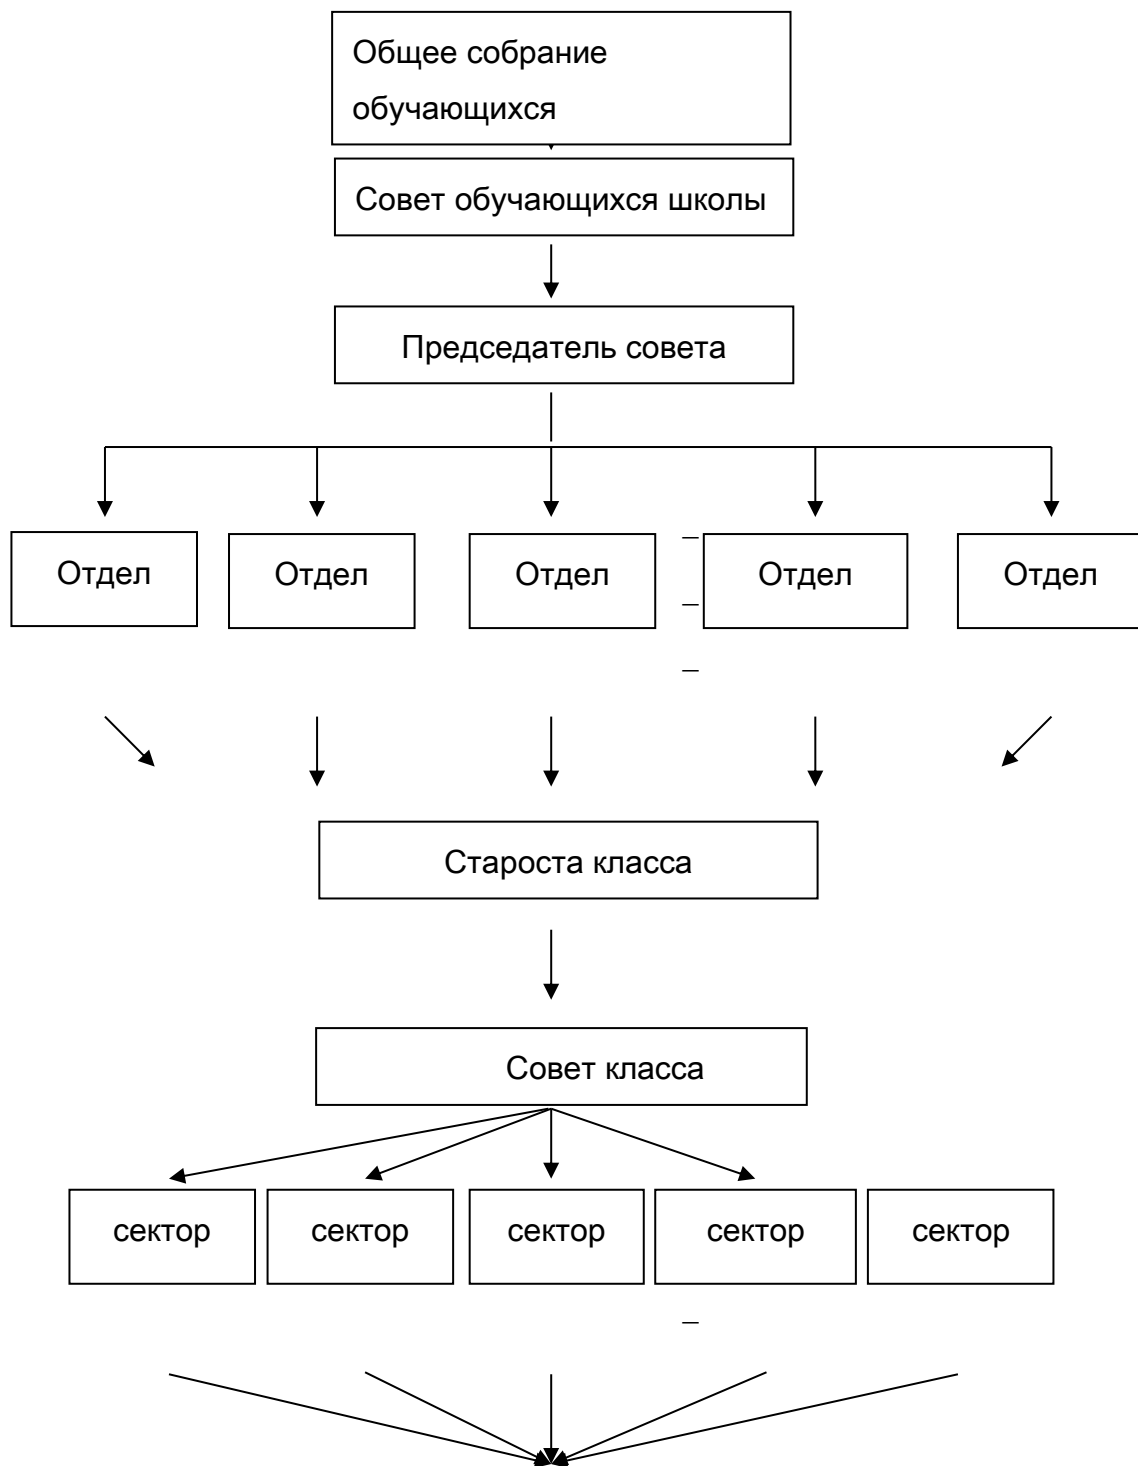 Общее собрание
обучающихся
Совет обучающихся школы
Председатель совета
Отдел
Отдел
Отдел
Отдел
Отдел
Староста класса
Совет класса
сектор
сектор
сектор
сектор
сектор